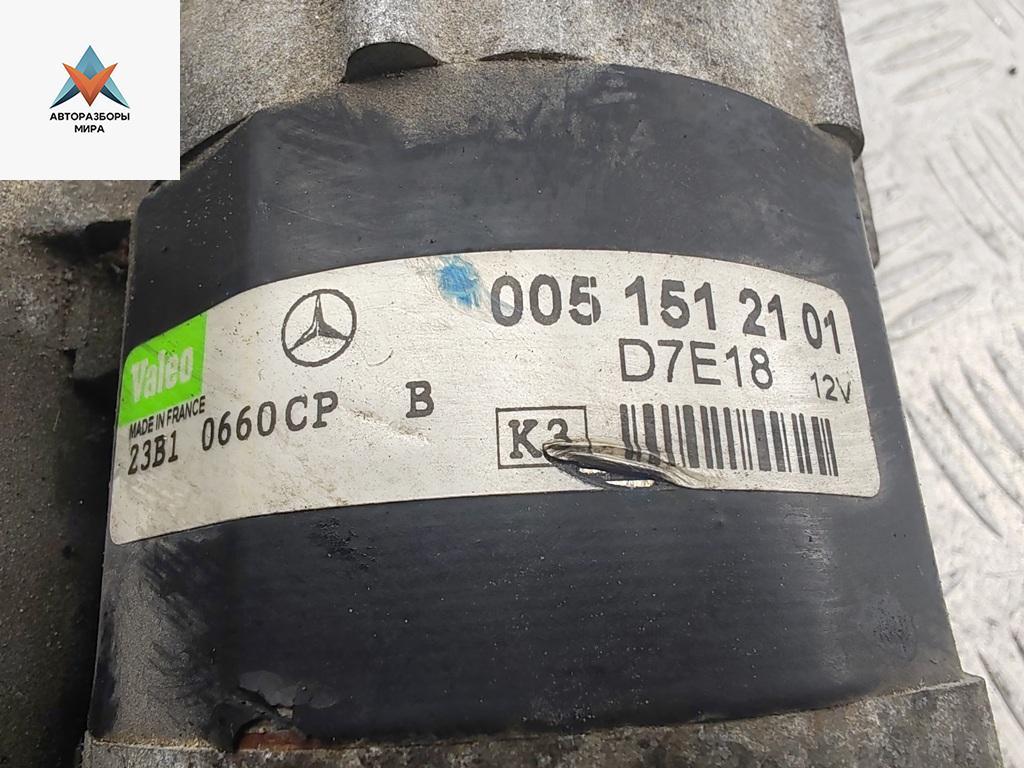 АВТОРАЗБОРЫ
МИРА
005 151 21 01
Valeo
D7E18
12V
MADE IN FRANCE
23B1 0660CP B
K3